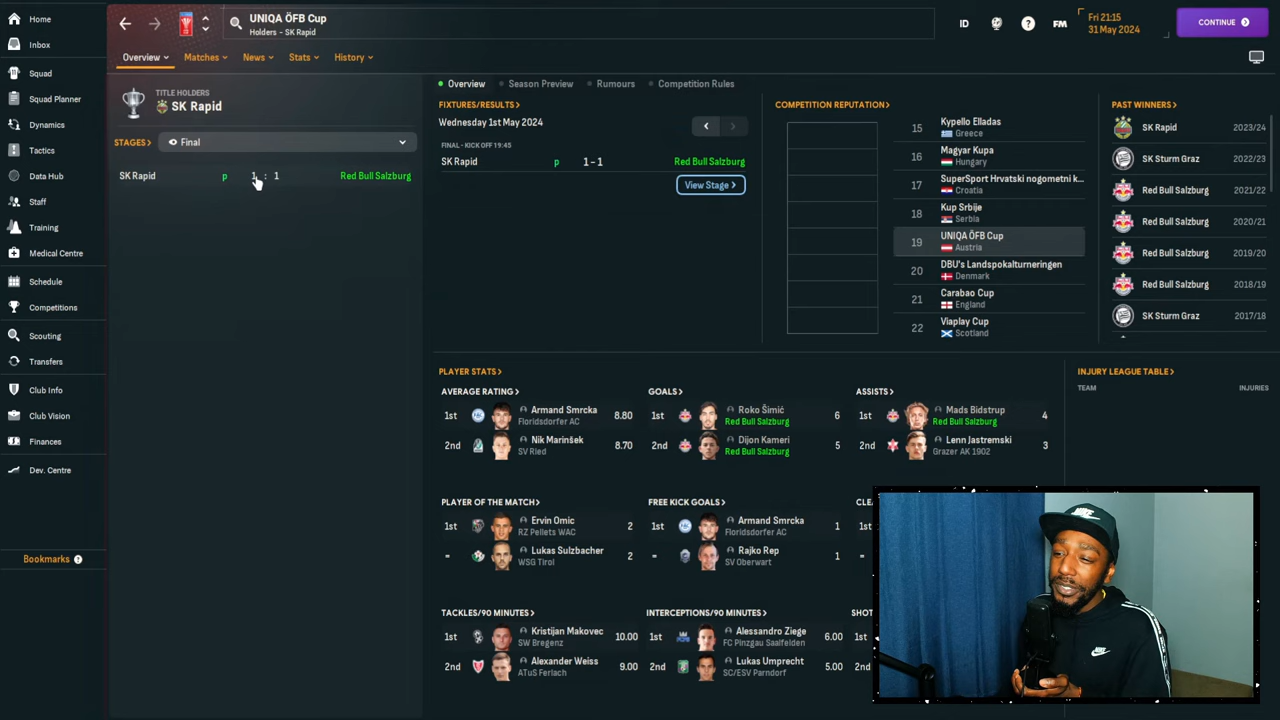 Home
Inbox
Squad
Squad Planner
Dynamics
Tactics
Data Hub
Staff
Training
Medical Centre
Schedule
Competitions
Scouting
Transfers
Club Info
Club Vision
Finances
Dev. Centre
Bookmarks ?
UNIQA ÖFB Cup
Holders - SK Rapid
ID ? FM
Fri 21:15
31 May 2024
CONTINUE
Overview Matches News Stats History
TITLE HOLDERS
SK Rapid
STAGES Final
SK Rapid p 1 : 1 Red Bull Salzburg
Overview Season Preview Rumours Competition Rules
FIXTURES/RESULTS
Wednesday 1st May 2024
FINAL - KICK OFF 19:45
SK Rapid p 1-1 Red Bull Salzburg
View Stage
COMPETITION REPUTATION
15 Kypello Elladas
Greece
16 Magyar Kupa
Hungary
17 SuperSport Hrvatski nogometni k...
Croatia
18 Kup Srbije
Serbia
19 UNIQA ÖFB Cup
Austria
20 DBU's Landspokalturneringen
Denmark
21 Carabao Cup
England
22 Viaplay Cup
Scotland
PAST WINNERS
SK Rapid 2023/24
SK Sturm Graz 2022/23
Red Bull Salzburg 2021/22
Red Bull Salzburg 2020/21
Red Bull Salzburg 2019/20
Red Bull Salzburg 2018/19
SK Sturm Graz 2017/18
PLAYER STATS
AVERAGE RATING
1st Armand Smrcka 8.80
Floridsdorfer AC
2nd Nik Marinšek 8.70
SV Ried
GOALS
1st Roko Šimić 6
Red Bull Salzburg
2nd Dijon Kameri 5
Red Bull Salzburg
ASSISTS
1st Mads Bidstrup 4
Red Bull Salzburg
2nd Lenn Jastremski 3
Grazer AK 1902
INJURY LEAGUE TABLE
TEAM INJURIES
PLAYER OF THE MATCH
1st Ervin Omic 2
RZ Pellets WAC
= Lukas Sulzbacher 2
WSG Tirol
FREE KICK GOALS
1st Armand Smrcka 1
Floridsdorfer AC
= Rajko Rep 1
SV Oberwart
1st
=
TACKLES/90 MINUTES
1st Kristijan Makovec 10.00
SW Bregenz
2nd Alexander Weiss 9.00
ATuS Ferlach
INTERCEPTIONS/90 MINUTES
1st Alessandro Ziege 6.00
FC Pinzgau Saalfelden
2nd Lukas Umprecht 5.00
SC/ESV Parndorf
1st
2nd
NIKE